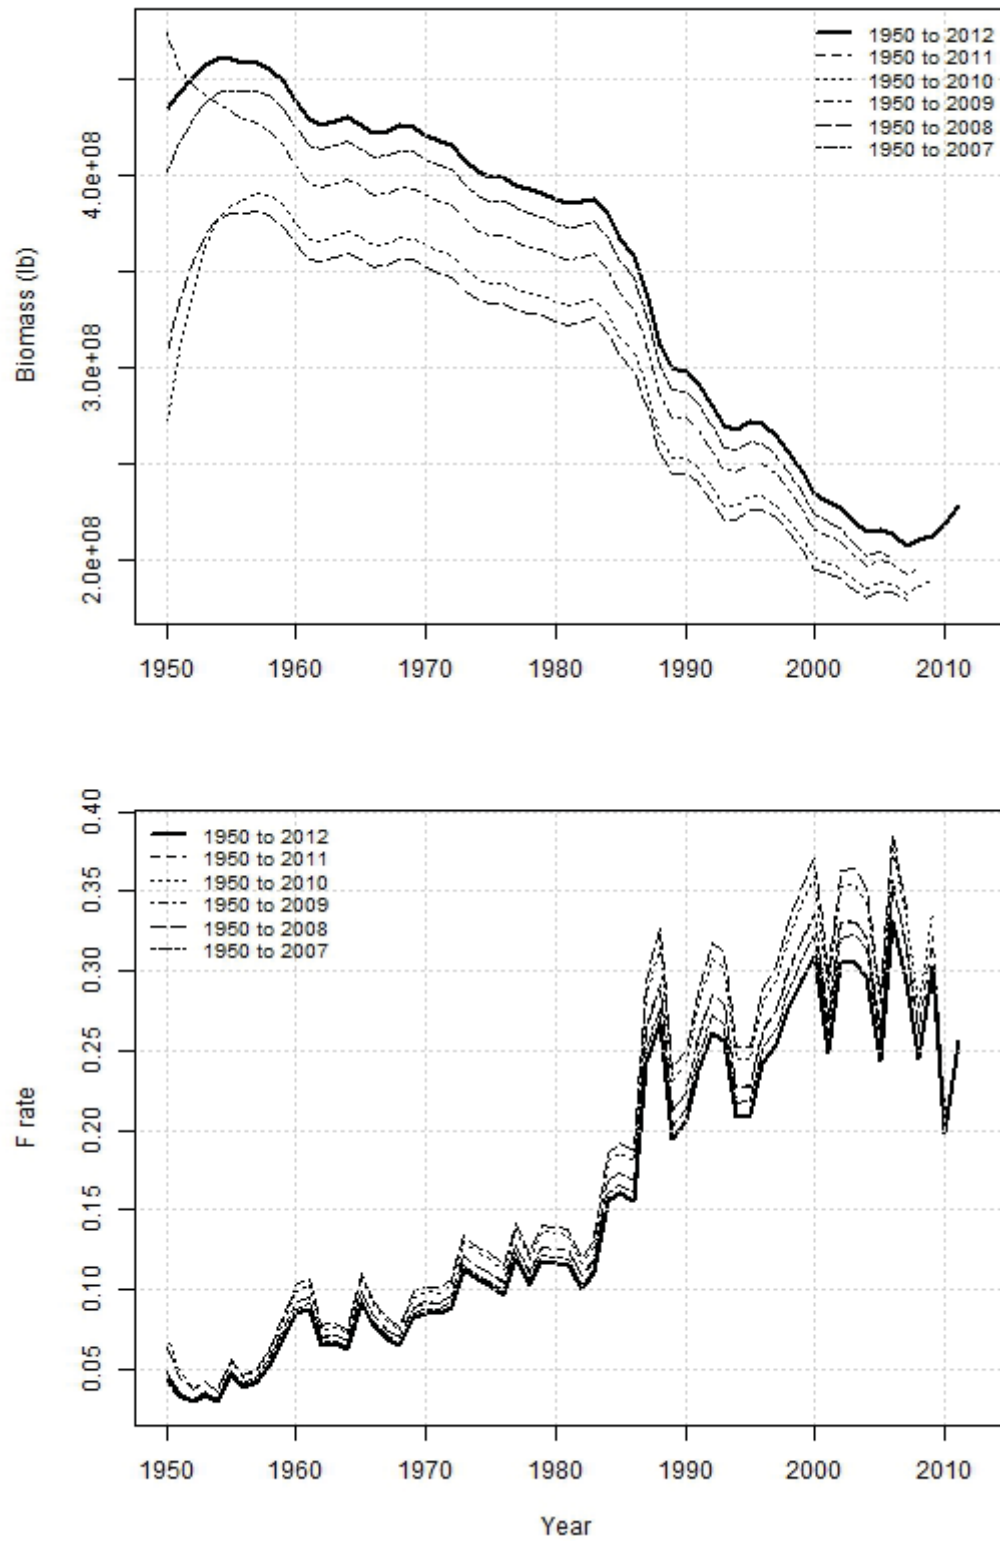 1950 to 2012
1950 to 2011
1950 to 2010
1950 to 2009
1950 to 2008
1950 to 2007
Biomass (lb)
4.0e+08
3.0e+08
2.0e+08
1950 1960 1970 1980 1990 2000 2010
1950 to 2012
1950 to 2011
1950 to 2010
1950 to 2009
1950 to 2008
1950 to 2007
F rate
0.40
0.35
0.30
0.25
0.20
0.15
0.10
0.05
1950 1960 1970 1980 1990 2000 2010
Year